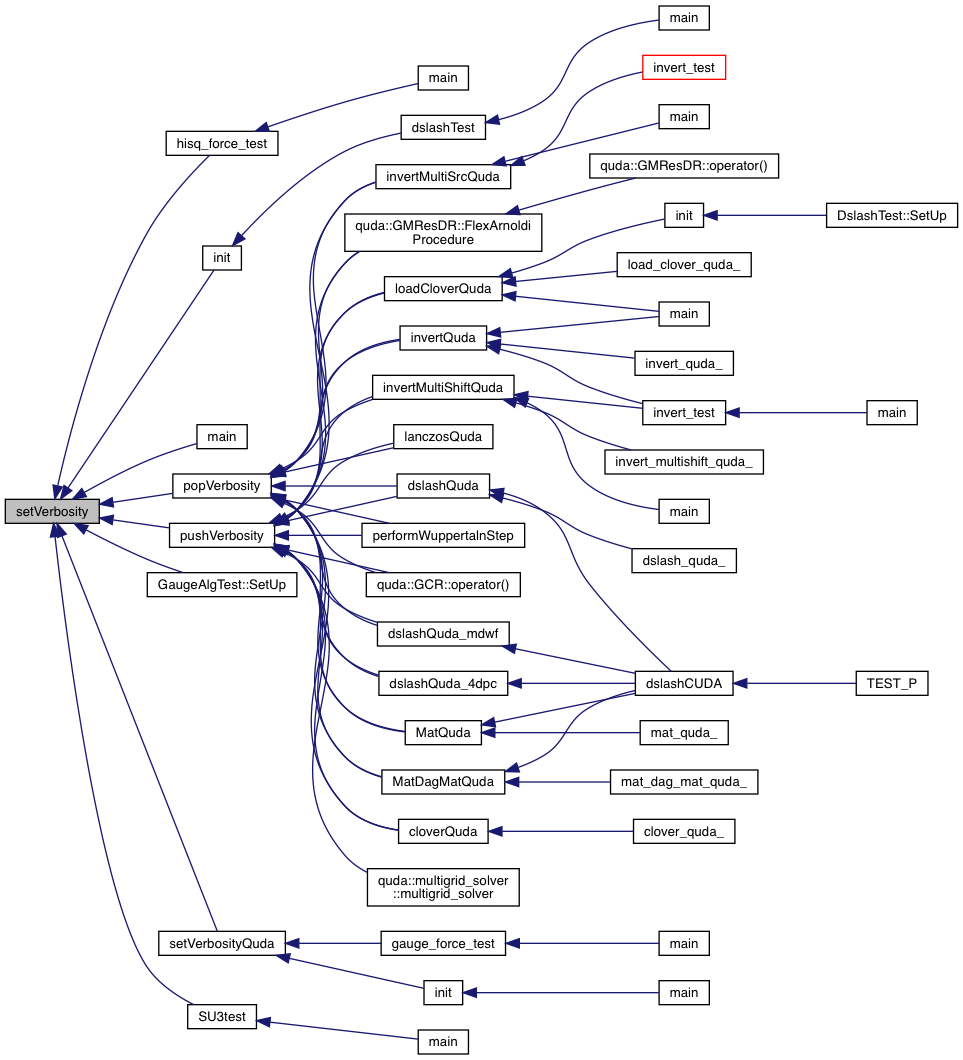 main
invert_test
main
main
dslashTest
hisq_force_test
quda::GMResDR::operator()
invertMultiSrcQuda
init
DslashTest::SetUp
quda::GMResDR::FlexArnoldi
Procedure
init
load_clover_quda_
loadCloverQuda
main
invertQuda
invert_quda_
invertMultiShiftQuda
invert_test
main
main
lanczosQuda
invert_multishift_quda_
popVerbosity
dslashQuda
setVerbosity
main
pushVerbosity
performWuppertalnStep
dslash_quda_
GaugeAlgTest::SetUp
quda::GCR::operator()
dslashQuda_mdwf
dslashQuda_4dpc
dslashCUDA
TEST_P
MatQuda
mat_quda_
MatDagMatQuda
mat_dag_mat_quda_
cloverQuda
clover_quda_
quda::multigrid_solver
::multigrid_solver
setVerbosityQuda
gauge_force_test
main
init
main
SU3test
main